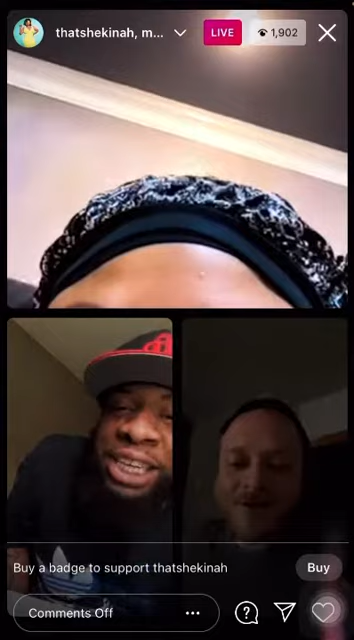 thatshekinah, m...
LIVE
1,902
Buy a badge to support thatshekinah
Buy
Comments Off